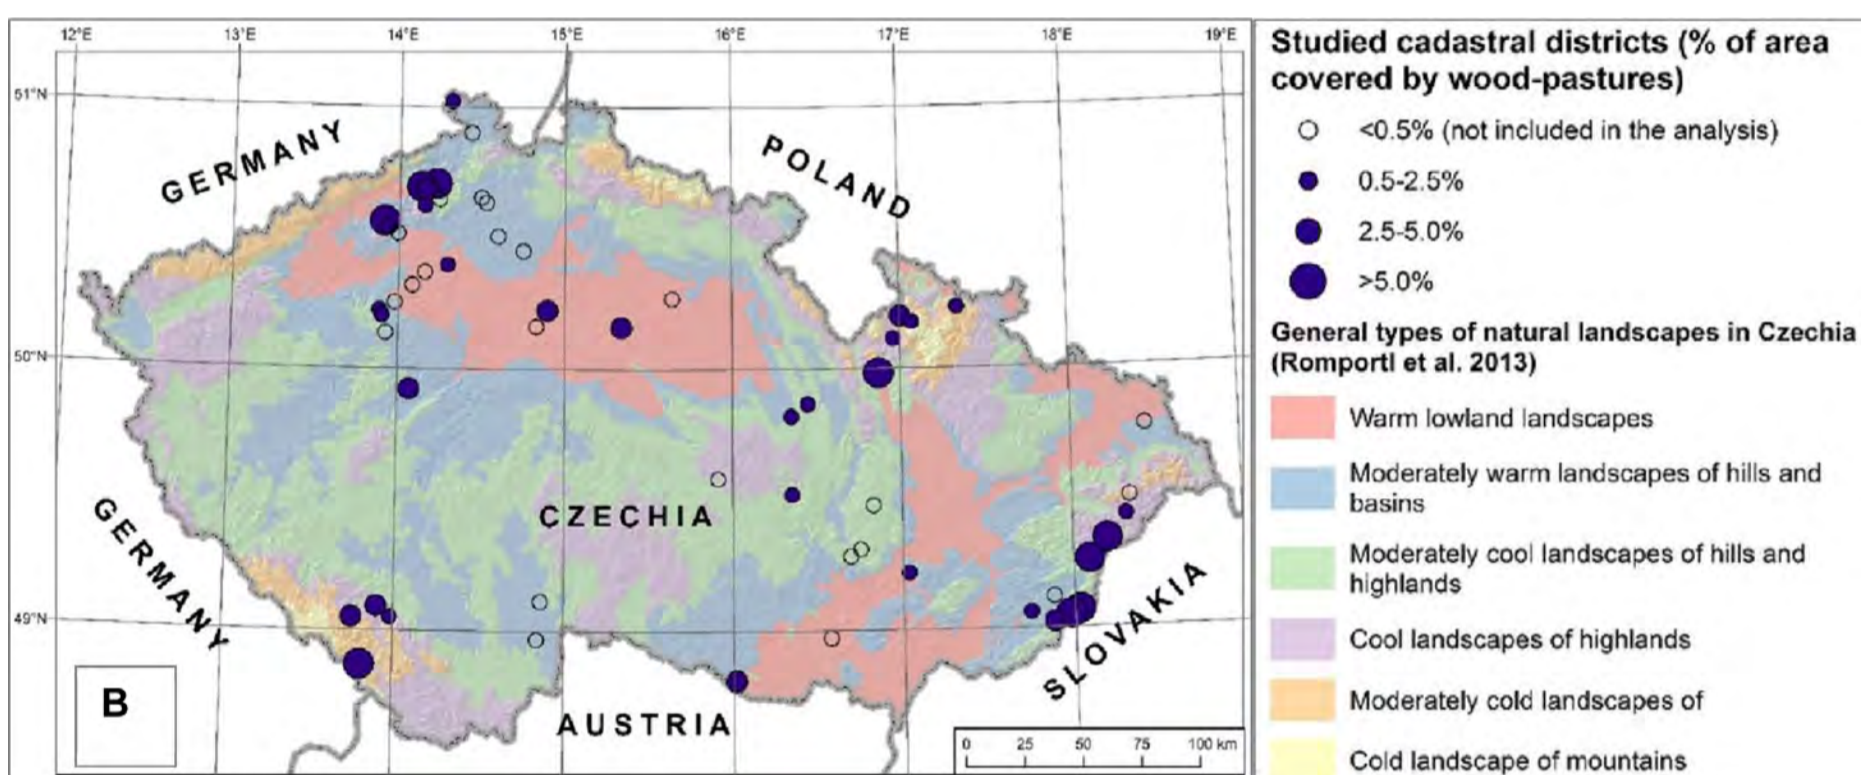 12°E 13°E 14°E 15°E 16°E 17°E 18°E 19°E
51°N
50°N
49°N
GERMANY
POLAND
CZECHIA
GERMANY
SLOVAKIA
AUSTRIA
B
0 25 50 75 100 km
Studied cadastral districts (% of area
covered by wood-pastures)
<0.5% (not included in the analysis)
0.5-2.5%
2.5-5.0%
>5.0%
General types of natural landscapes in Czechia
(Romportl et al. 2013)
Warm lowland landscapes
Moderately warm landscapes of hills and
basins
Moderately cool landscapes of hills and
highlands
Cool landscapes of highlands
Moderately cold landscapes of
Cold landscape of mountains